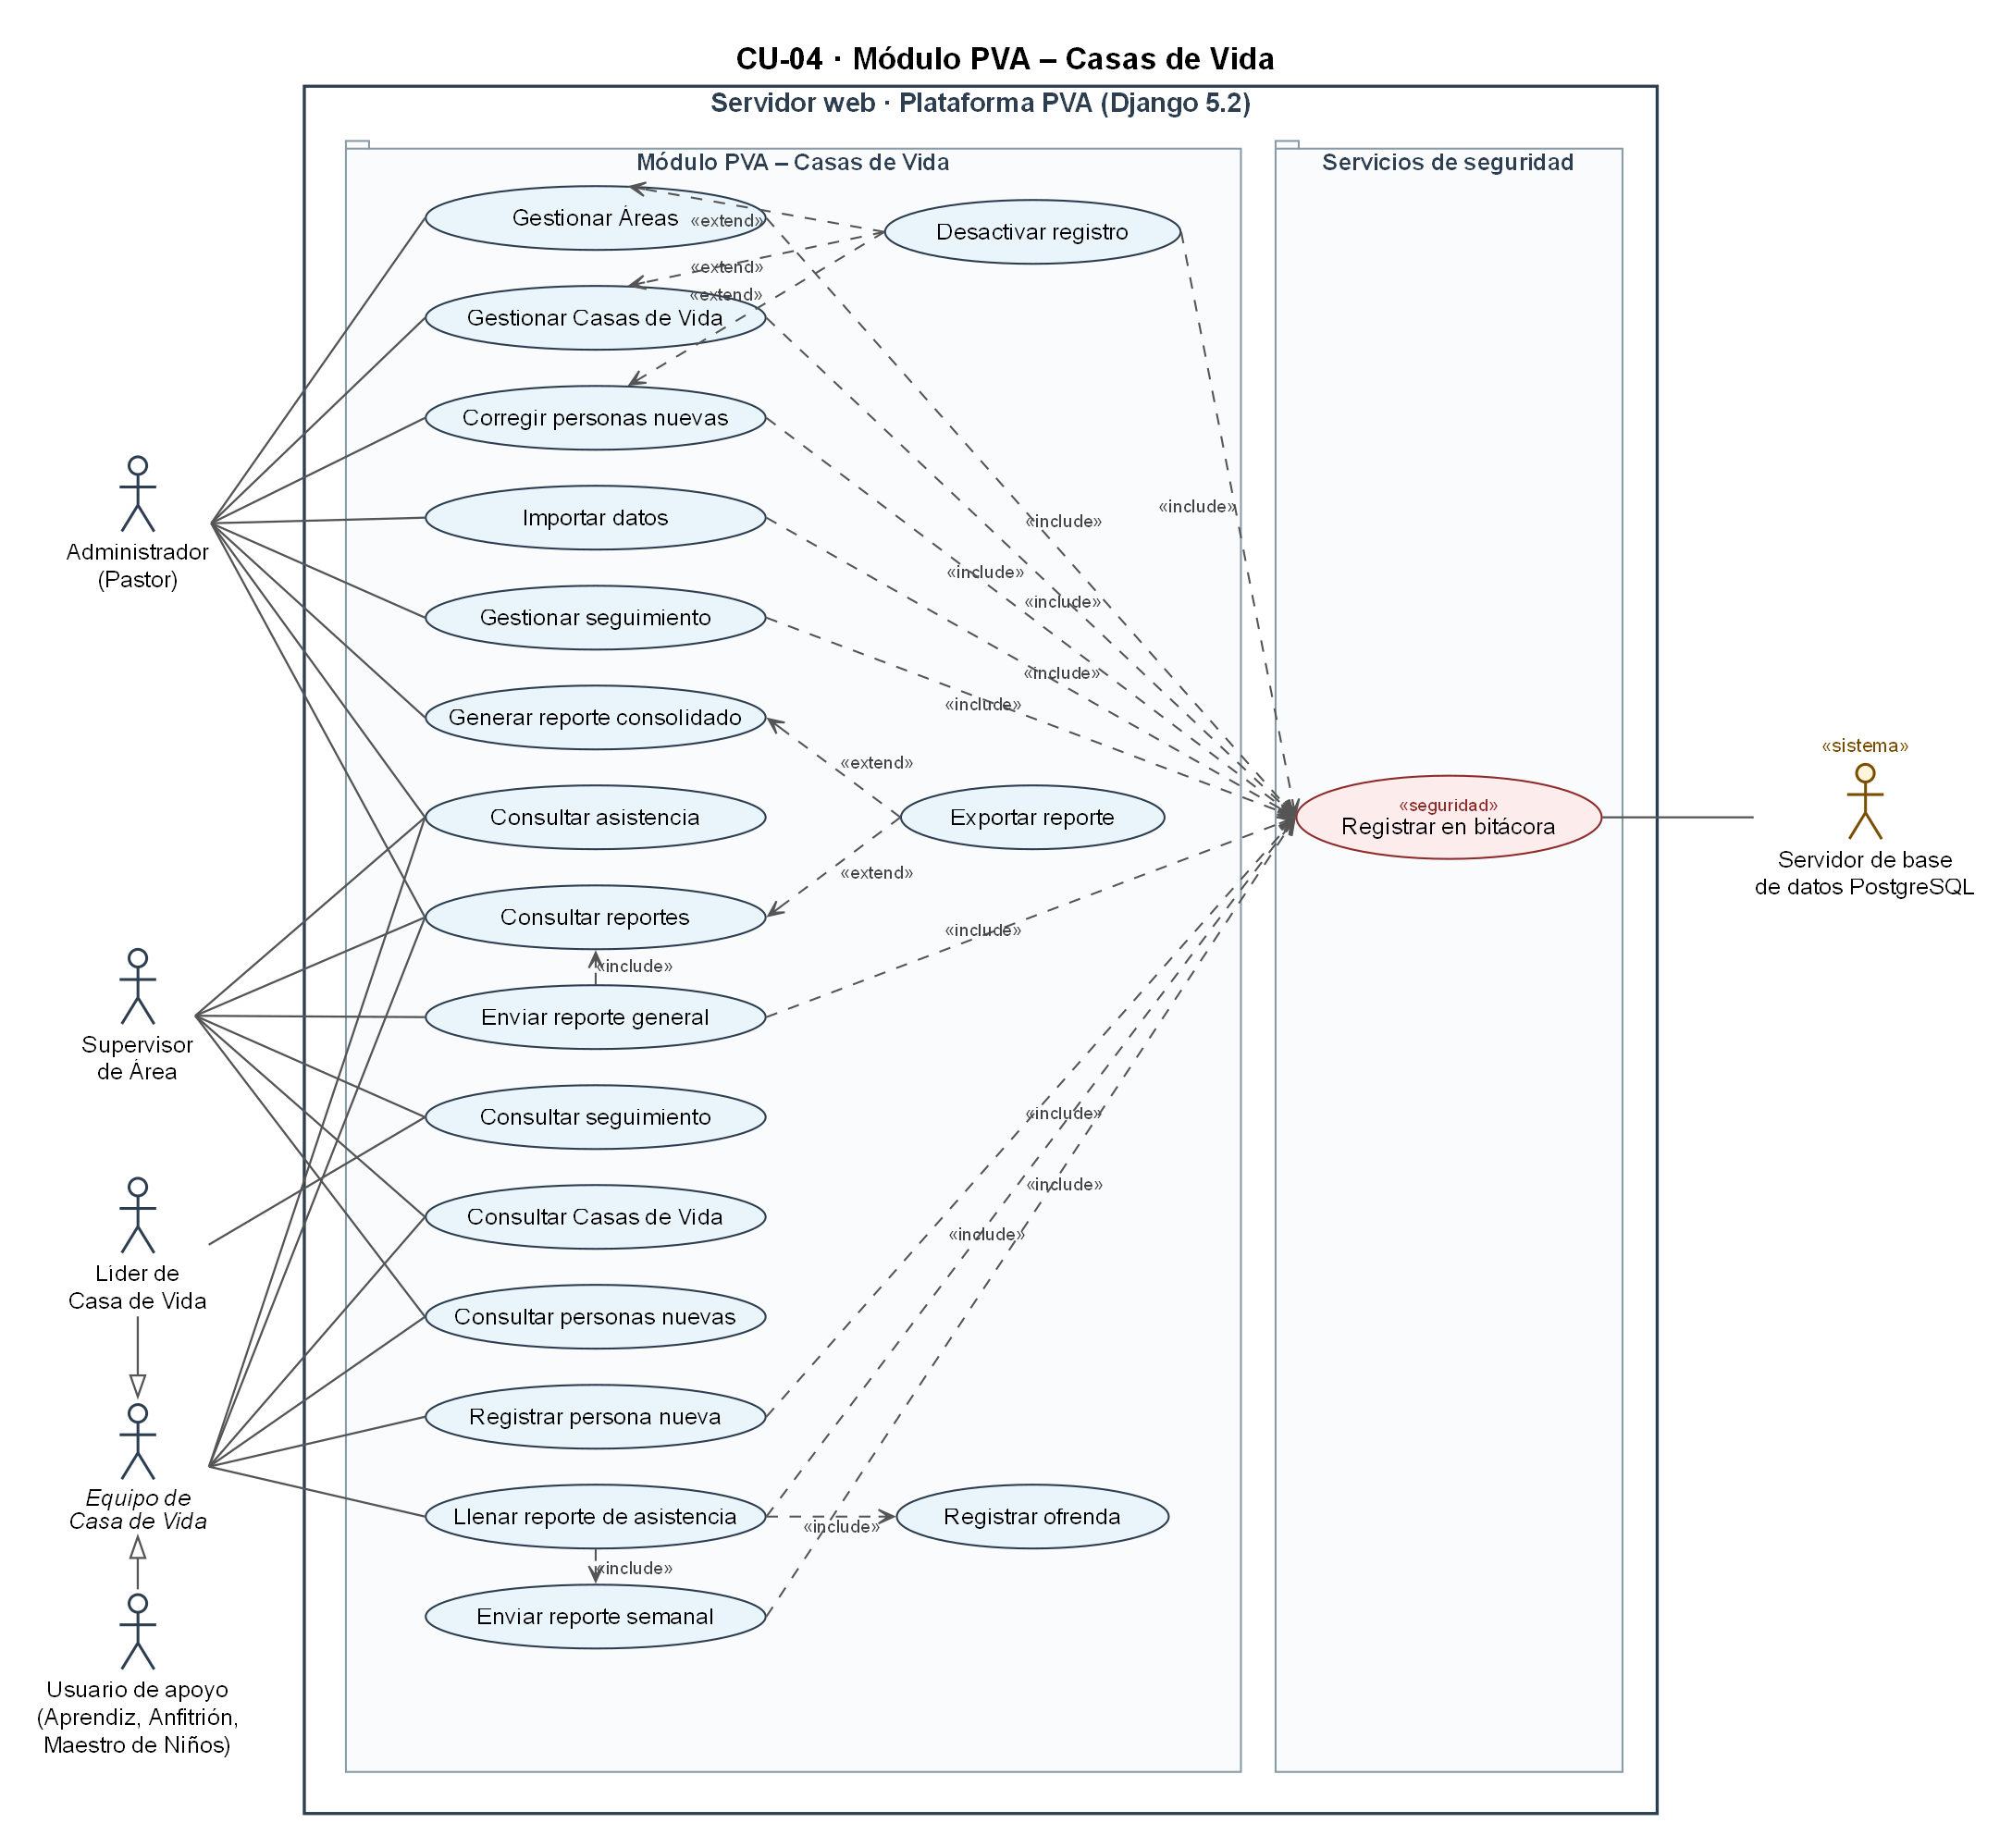 CU-04 · Módulo PVA – Casas de Vida
Servidor web · Plataforma PVA (Django 5.2)
Módulo PVA – Casas de Vida
Servicios de seguridad
Gestionar Áreas
Desactivar registro
«extend»
«extend»
«extend»
Gestionar Casas de Vida
Corregir personas nuevas
Administrador
(Pastor)
Importar datos
«include»
«include»
«include»
«include»
Gestionar seguimiento
«include»
«include»
Generar reporte consolidado
«extend»
Consultar asistencia
Exportar reporte
«seguridad»
Registrar en bitácora
«sistema»
Servidor de base
de datos PostgreSQL
«extend»
Consultar reportes
«include»
«include»
Enviar reporte general
Supervisor
de Área
Consultar seguimiento
«include»
«include»
«include»
Consultar Casas de Vida
Líder de
Casa de Vida
Consultar personas nuevas
Registrar persona nueva
Equipo de
Casa de Vida
Llenar reporte de asistencia
«include»
Registrar ofrenda
«include»
Enviar reporte semanal
Usuario de apoyo
(Aprendiz, Anfitrión,
Maestro de Niños)